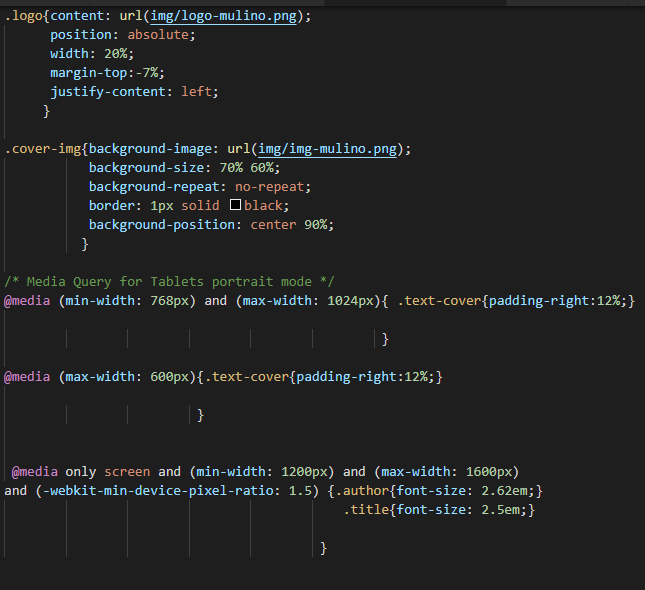 .logo{content: url(img/logo-mulino.png);
position: absolute;
width: 20%;
margin-top:-7%;
justify-content: left;
}
.cover-img{background-image: url(img/img-mulino.png);
background-size: 70% 60%;
background-repeat: no-repeat;
border: 1px solid black;
background-position: center 90%;
}
/* Media Query for Tablets portrait mode */
@media (min-width: 768px) and (max-width: 1024px){ .text-cover{padding-right:12%;}
}
@media (max-width: 600px){.text-cover{padding-right:12%;}
}
@media only screen and (min-width: 1200px) and (max-width: 1600px)
and (-webkit-min-device-pixel-ratio: 1.5) {.author{font-size: 2.62em;}
.title{font-size: 2.5em;}
}